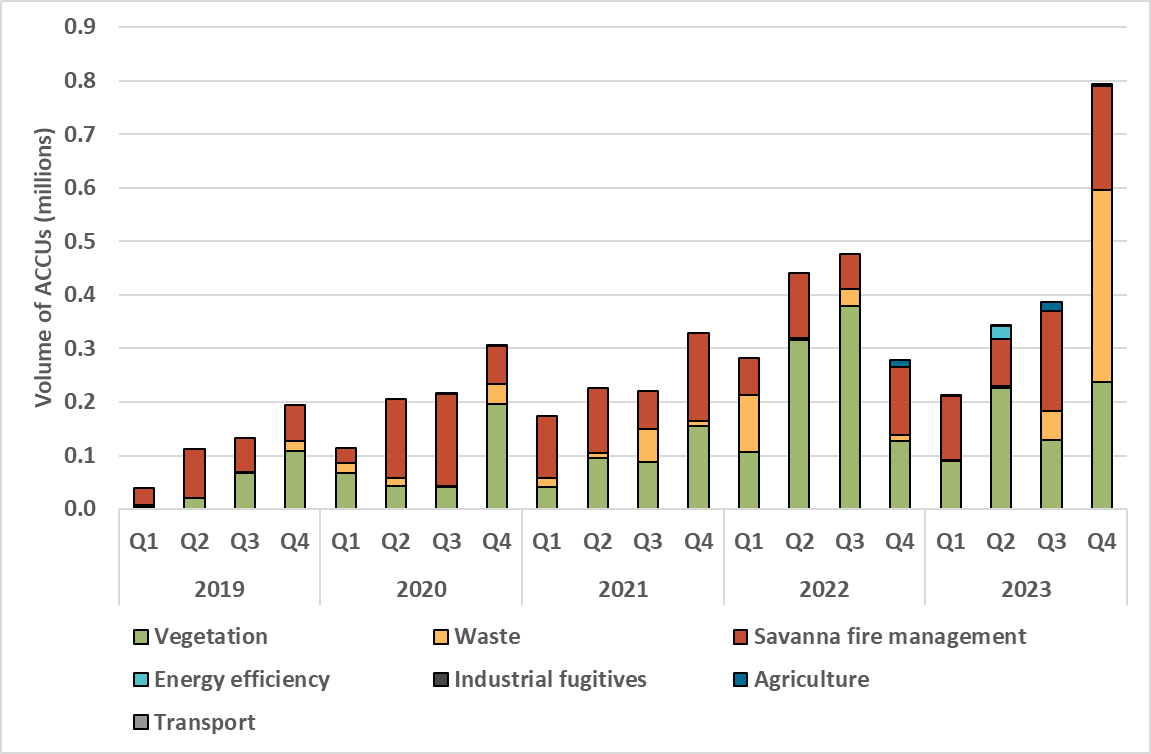 Volume of ACCUs (millions)
0.9
0.8
0.7
0.6
0.5
0.4
0.3
0.2
0.1
0.0
Q1 Q2 Q3 Q4 Q1 Q2 Q3 Q4 Q1 Q2 Q3 Q4 Q1 Q2 Q3 Q4 Q1 Q2 Q3 Q4
2019 2020 2021 2022 2023
Vegetation Waste Savanna fire management
Energy efficiency Industrial fugitives Agriculture
Transport